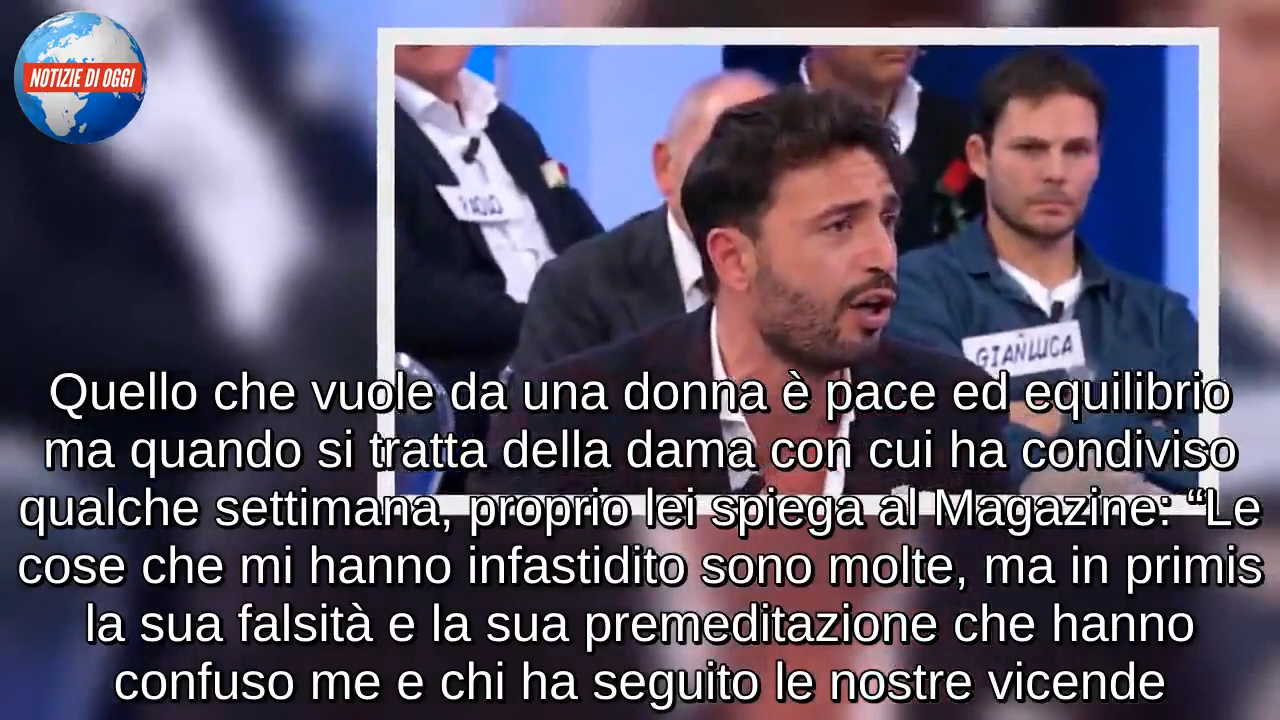 NOTIZIE DI OGGI
PAOLO
GIANLUCA
Quello che vuole da una donna è pace ed equilibrio
ma quando si tratta della dama con cui ha condiviso
qualche settimana, proprio lei spiega al Magazine: “Le
cose che mi hanno infastidito sono molte, ma in primis
la sua falsità e la sua premeditazione che hanno
confuso me e chi ha seguito le nostre vicende